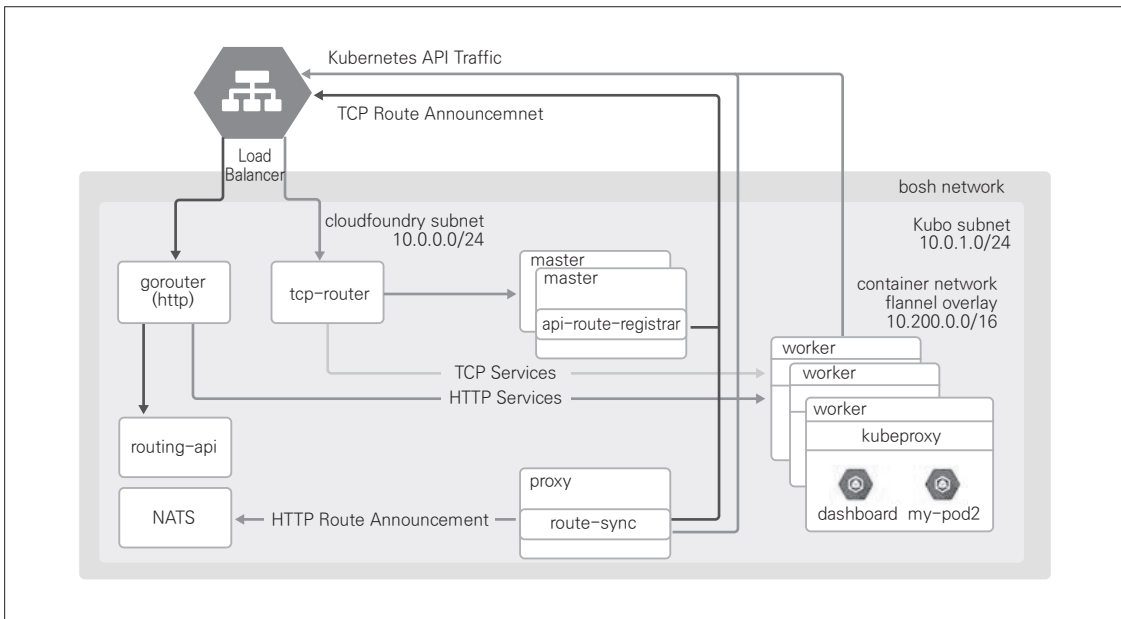 Kubernetes API Traffic
TCP Route Announcemnet
Load
Balancer
bosh network
cloudfoundry subnet
10.0.0.0/24
Kubo subnet
10.0.1.0/24
gorouter
(http)
tcp-router
master
master
api-route-registrar
container network
flannel overlay
10.200.0.0/16
worker
worker
worker
kubeproxy
dashboard
my-pod2
TCP Services
HTTP Services
routing-api
NATS
HTTP Route Announcement
proxy
route-sync